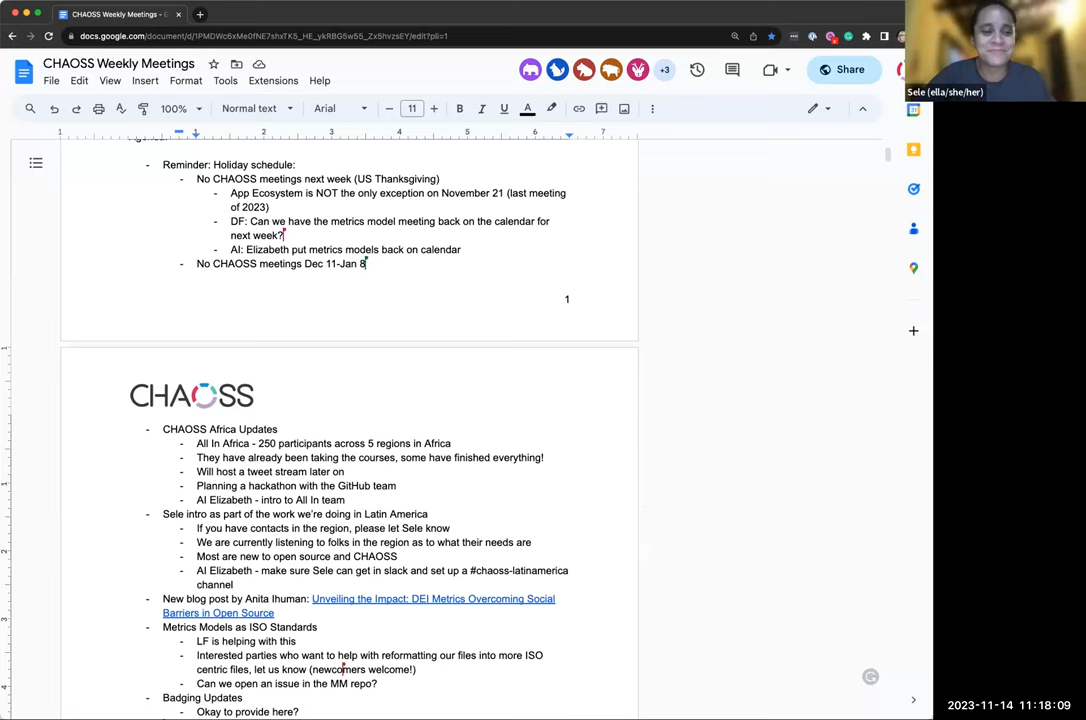 CHAOSS Weekly Meetings - G
docs.google.com/document/d/1PMDWc6xMe0fNE7shxTK5_HE_ykRBG5w55_Zx5hvzsEY/edit?pli=1
CHAOSS Weekly Meetings
File Edit View Insert Format Tools Extensions Help
+3
Share
Sele (ella/she/her)
100% Normal text Arial 11
1 1 2 3 4 5 6 7
Reminder: Holiday schedule:
No CHAOSS meetings next week (US Thanksgiving)
App Ecosystem is NOT the only exception on November 21 (last meeting
of 2023)
DF: Can we have the metrics model meeting back on the calendar for
next week?
AI: Elizabeth put metrics models back on calendar
No CHAOSS meetings Dec 11-Jan 8
1
CHAOSS
- CHAOSS Africa Updates
- All In Africa - 250 participants across 5 regions in Africa
- They have already been taking the courses, some have finished everything!
- Will host a tweet stream later on
- Planning a hackathon with the GitHub team
- AI Elizabeth - intro to All In team
- Sele intro as part of the work we're doing in Latin America
- If you have contacts in the region, please let Sele know
- We are currently listening to folks in the region as to what their needs are
- Most are new to open source and CHAOSS
- AI Elizabeth - make sure Sele can get in slack and set up a #chaoss-latinamerica
channel
- New blog post by Anita Ihuman: Unveiling the Impact: DEI Metrics Overcoming Social
Barriers in Open Source
- Metrics Models as ISO Standards
- LF is helping with this
- Interested parties who want to help with reformatting our files into more ISO
centric files, let us know (newcomers welcome!)
- Can we open an issue in the MM repo?
- Badging Updates
- Okay to provide here?
2023-11-14 11:18:09